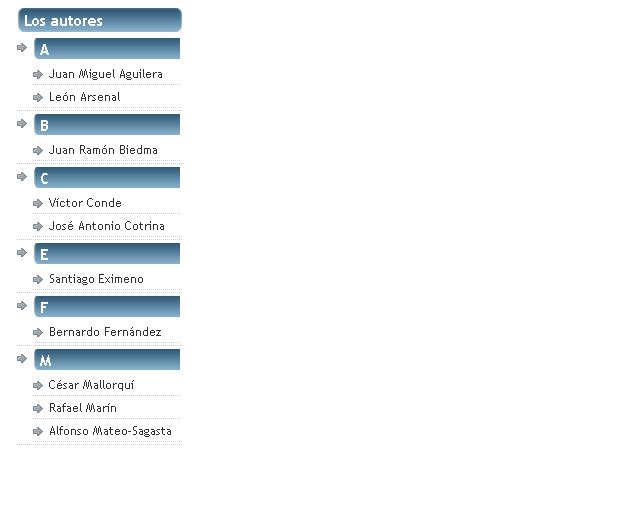 Los autores
A
Juan Miguel Aguilera
León Arsenal
B
Juan Ramón Biedma
C
Víctor Conde
José Antonio Cotrina
E
Santiago Eximeno
F
Bernardo Fernández
M
César Mallorquí
Rafael Marín
Alfonso Mateo-Sagasta